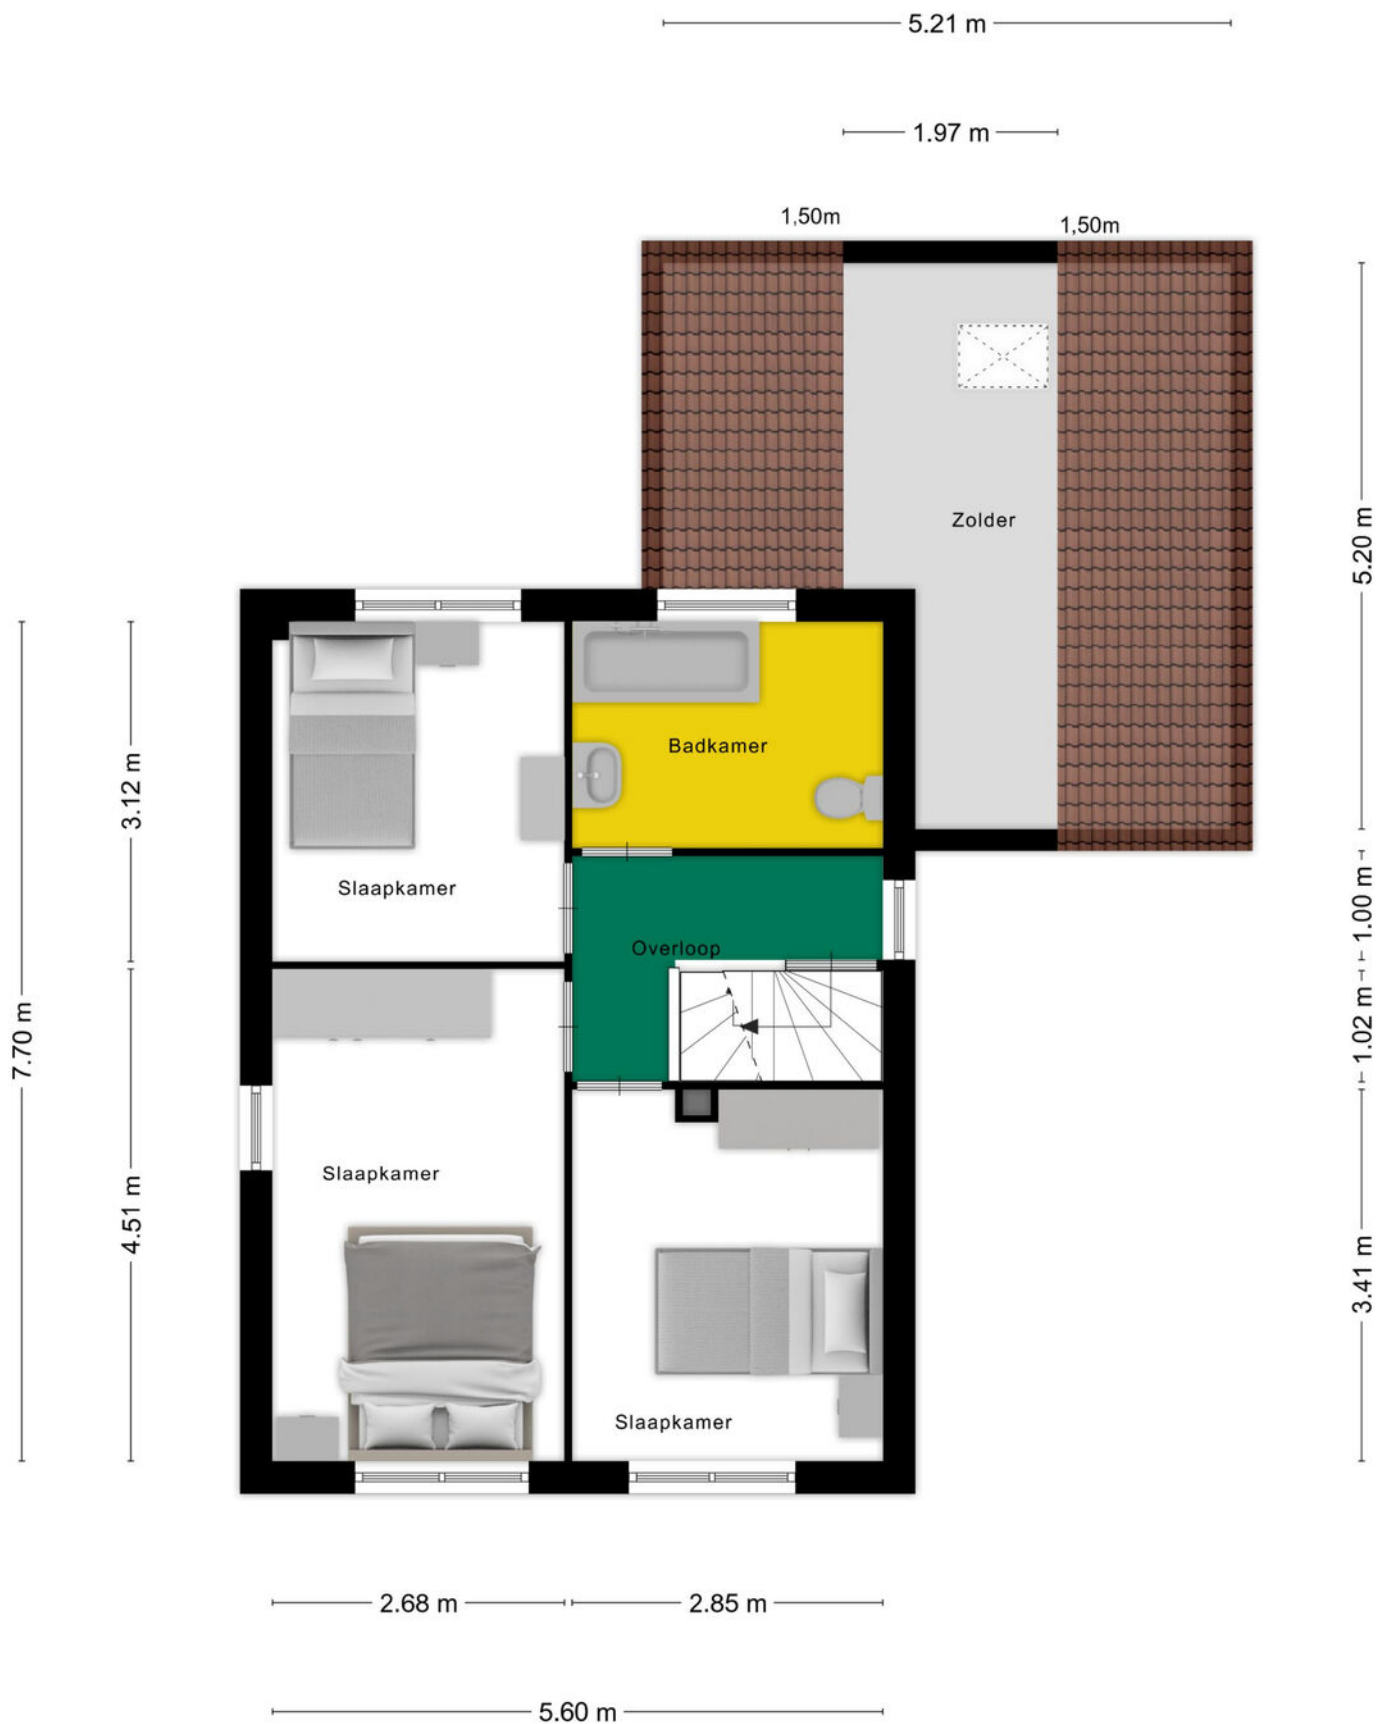 5.21 m
1.97 m
1,50m
1,50m
Zolder
5.20 m
Badkamer
3.12 m
Slaapkamer
1.00 m
Overloop
1.02 m
7.70 m
Slaapkamer
4.51 m
3.41 m
Slaapkamer
2.68 m
2.85 m
5.60 m